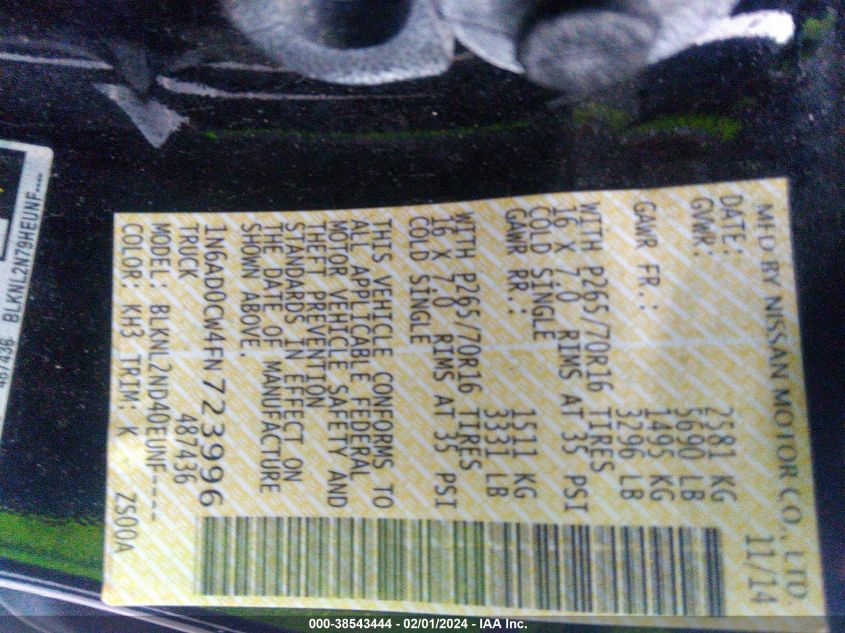 MFD BY NISSAN MOTOR CO., LTD.
DATE: 11/14
GVWR: 2581 KG
5690 LB
GAWR FR.: 1495 KG
3296 LB
WITH P265/70R16 TIRES
16 X 7.0 RIMS AT 35 PSI
COLD SINGLE
GAWR RR.: 1511 KG
3331 LB
WITH P265/70R16 TIRES
16 X 7.0 RIMS AT 35 PSI
COLD SINGLE
THIS VEHICLE CONFORMS TO
ALL APPLICABLE FEDERAL
MOTOR VEHICLE SAFETY AND
THEFT PREVENTION
STANDARDS IN EFFECT ON
THE DATE OF MANUFACTURE
SHOWN ABOVE.
1N6AD0CW4FN723996
TRUCK 487436
MODEL: BLKNL2ND4UEUNF----
COLOR: KH3 TRIM: K ZS00A
487436 BLKNL2N79HEUNF---
000-38543444 - 02/01/2024 - IAA Inc.